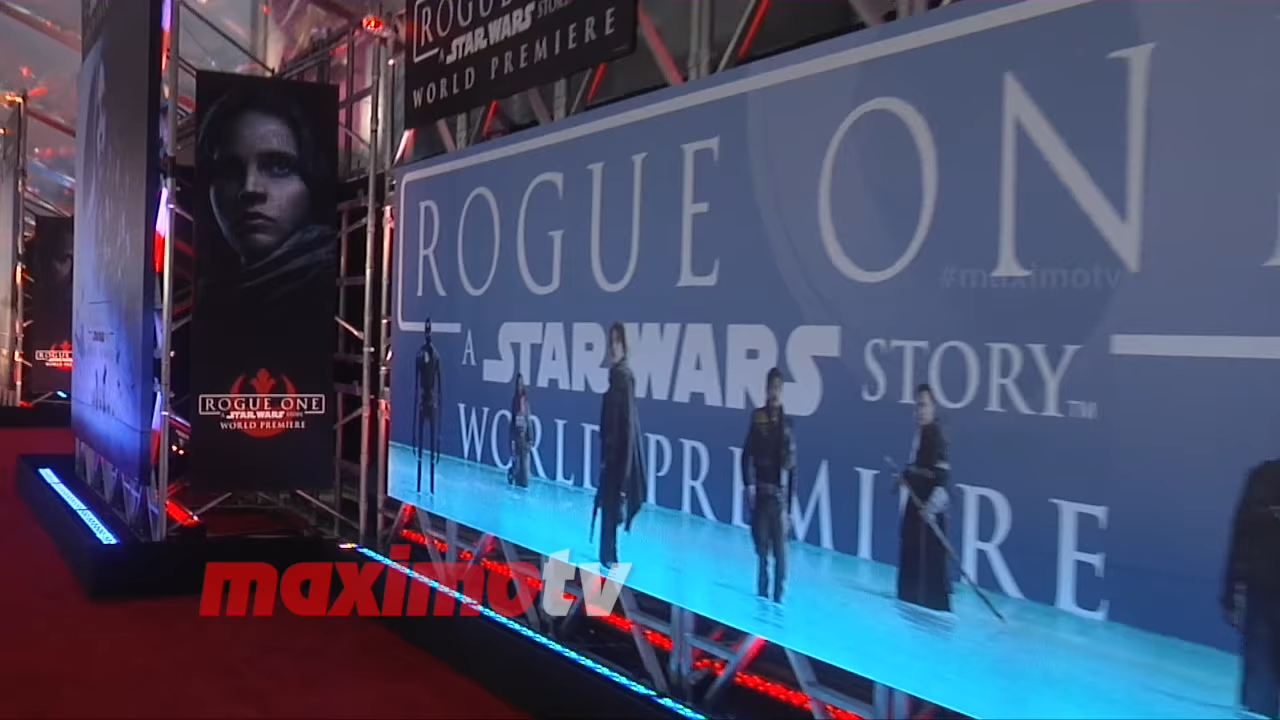 ROGUE
A STAR WARS STORY
WORLD PREMIERE
ROGUE ON
A STAR WARS STORY™
WORLD PREMIERE
#maximotv
ROGUE ONE
A STAR WARS STORY
WORLD PREMIERE
maximotv